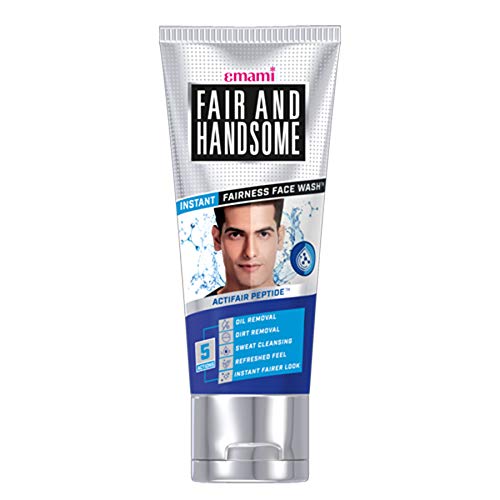 emami*
FAIR AND
HANDSOME
INSTANT FAIRNESS FACE WASH™
ACTIFAIR PEPTIDE™
5
ACTIONS
OIL REMOVAL
DIRT REMOVAL
SWEAT CLEANSING
REFRESHED FEEL
INSTANT FAIRER LOOK